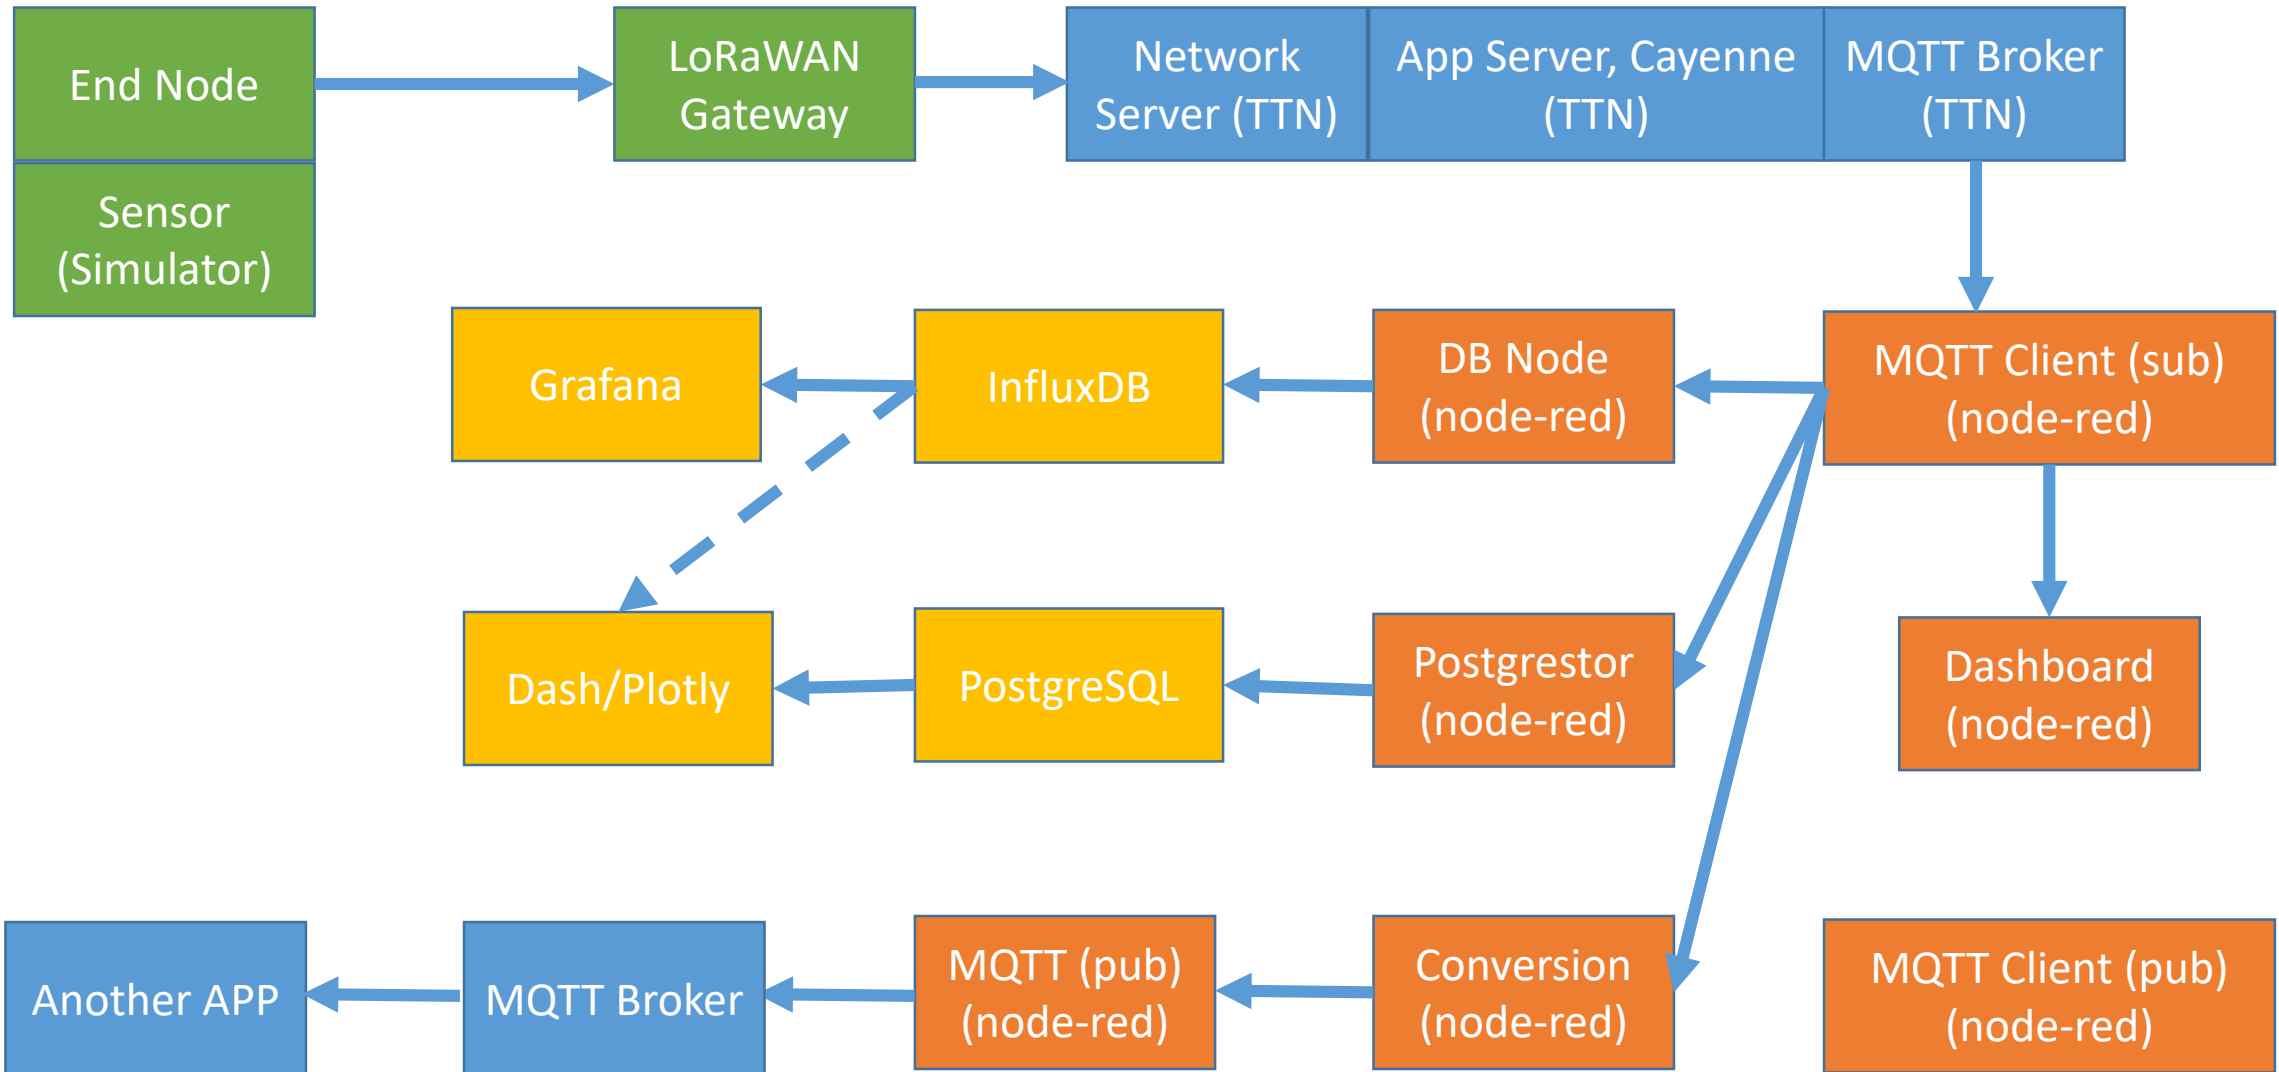 End Node
LoRaWAN
Gateway
Network
Server (TTN)
App Server, Cayenne
(TTN)
MQTT Broker
(TTN)
Sensor
(Simulator)
Grafana
InfluxDB
DB Node
(node-red)
MQTT Client (sub)
(node-red)
Dash/Plotly
PostgreSQL
Postgrestor
(node-red)
Dashboard
(node-red)
Another APP
MQTT Broker
MQTT (pub)
(node-red)
Conversion
(node-red)
MQTT Client (pub)
(node-red)